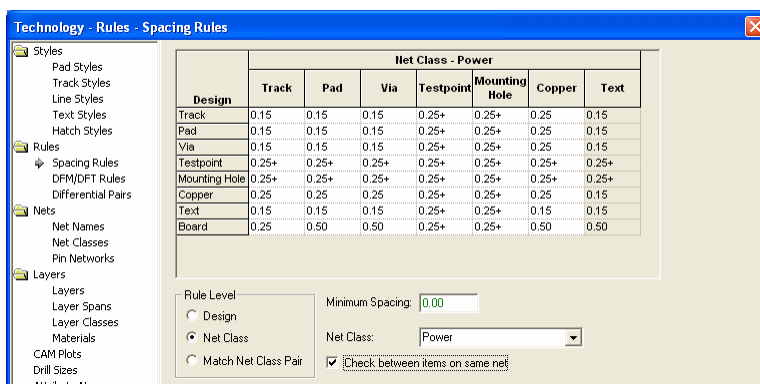 Technology - Rules - Spacing Rules
Styles
Pad Styles
Track Styles
Line Styles
Text Styles
Hatch Styles
Rules
Spacing Rules
DFM/DFT Rules
Differential Pairs
Nets
Net Names
Net Classes
Pin Networks
Layers
Layers
Layer Spans
Layer Classes
Materials
CAM Plots
Drill Sizes
Net Class - Power
Design Track Pad Via Testpoint Mounting Hole Copper Text
Track 0.15 0.15 0.15 0.25+ 0.25+ 0.25 0.15
Pad 0.15 0.15 0.15 0.25+ 0.25+ 0.25 0.15
Via 0.15 0.15 0.15 0.25+ 0.25+ 0.25 0.15
Testpoint 0.25+ 0.25+ 0.25+ 0.25+ 0.25+ 0.25+ 0.25+
Mounting Hole 0.25+ 0.25+ 0.25+ 0.25+ 0.25+ 0.25+ 0.25+
Copper 0.25 0.25 0.25 0.25+ 0.25+ 0.25 0.15
Text 0.15 0.15 0.15 0.25+ 0.25+ 0.15 0.15
Board 0.25 0.50 0.50 0.25+ 0.25+ 0.50 0.50
Rule Level
Design
Net Class
Match Net Class Pair
Minimum Spacing: 0.00
Net Class: Power
Check between items on same net